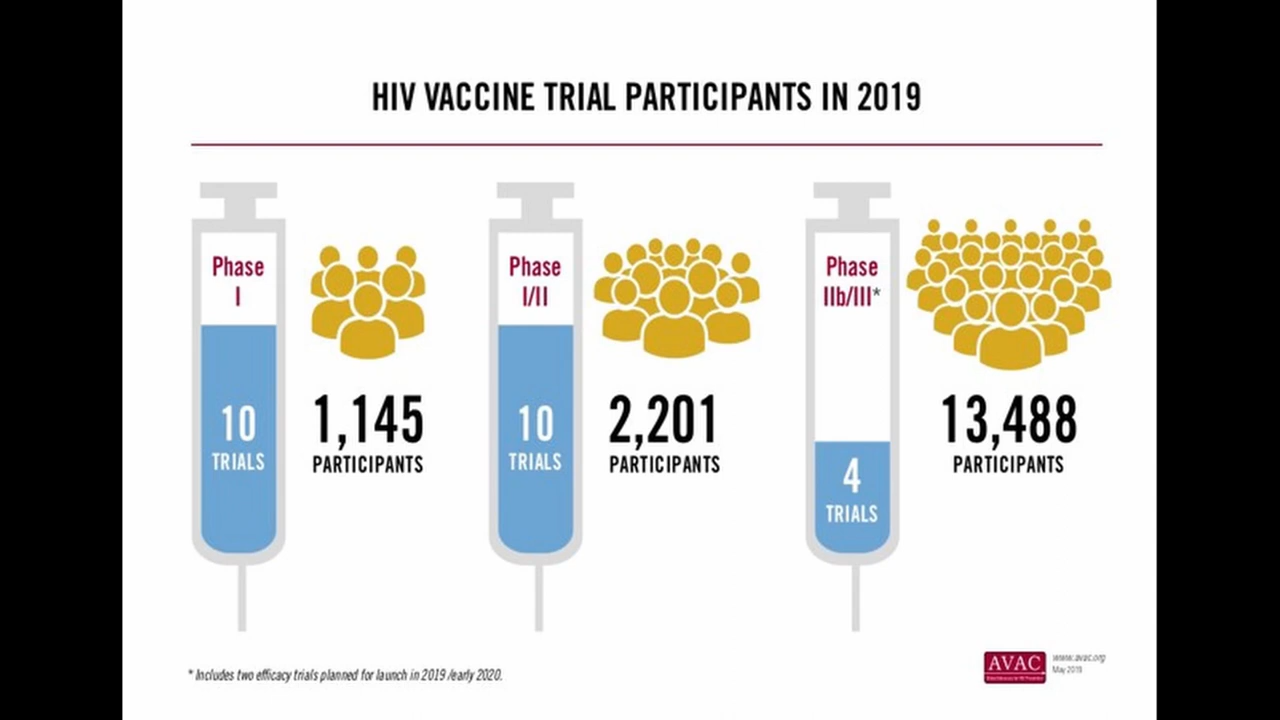 HIV VACCINE TRIAL PARTICIPANTS IN 2019
Phase
I
10
TRIALS
1,145
PARTICIPANTS
Phase
I/II
10
TRIALS
2,201
PARTICIPANTS
Phase
IIb/III*
4
TRIALS
13,488
PARTICIPANTS
* Includes two efficacy trials planned for launch in 2019 /early 2020.
AVAC
www.avac.org
May 2019